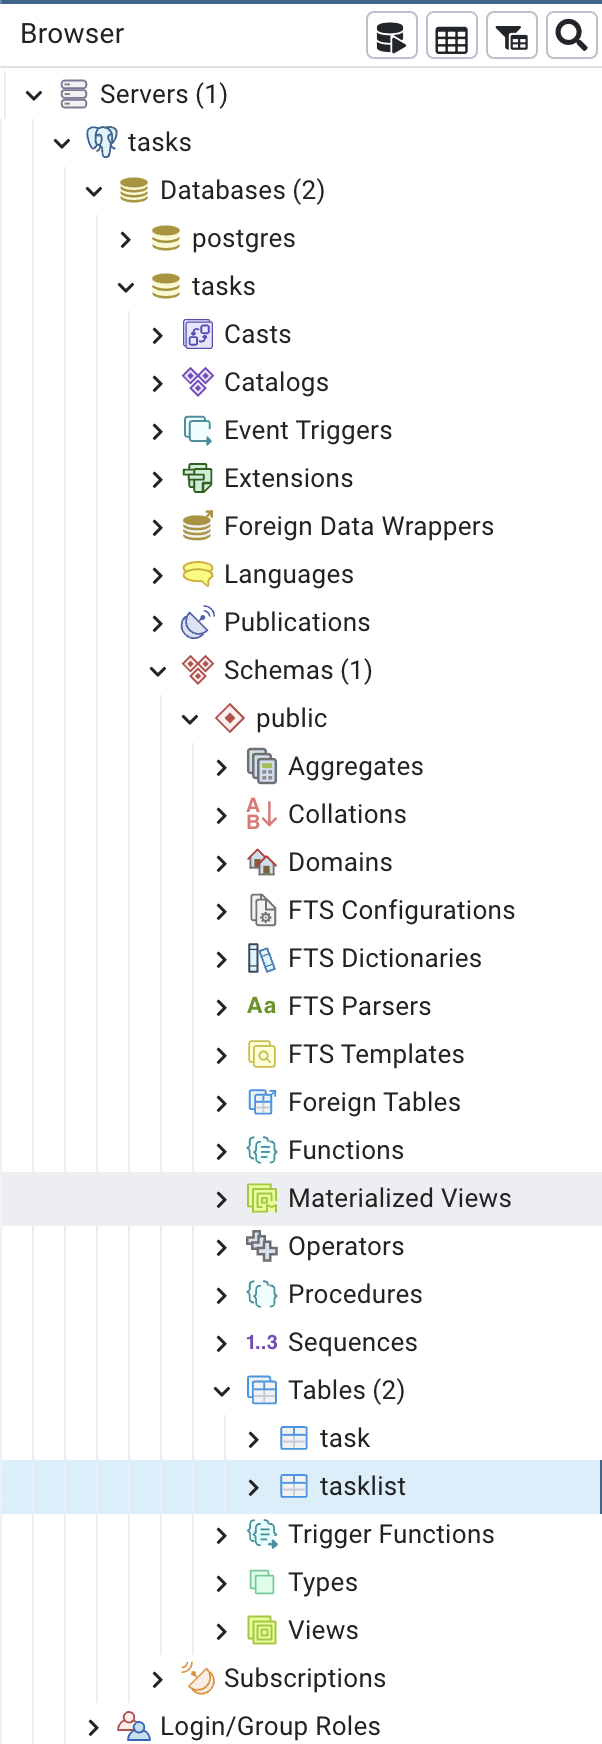 Browser
Servers (1)
tasks
Databases (2)
postgres
tasks
Casts
Catalogs
Event Triggers
Extensions
Foreign Data Wrappers
Languages
Publications
Schemas (1)
public
Aggregates
A
B
Collations
Domains
FTS Configurations
FTS Dictionaries
Aa FTS Parsers
FTS Templates
Foreign Tables
Functions
Materialized Views
Operators
Procedures
1..3 Sequences
Tables (2)
task
tasklist
Trigger Functions
Types
Views
Subscriptions
Login/Group Roles